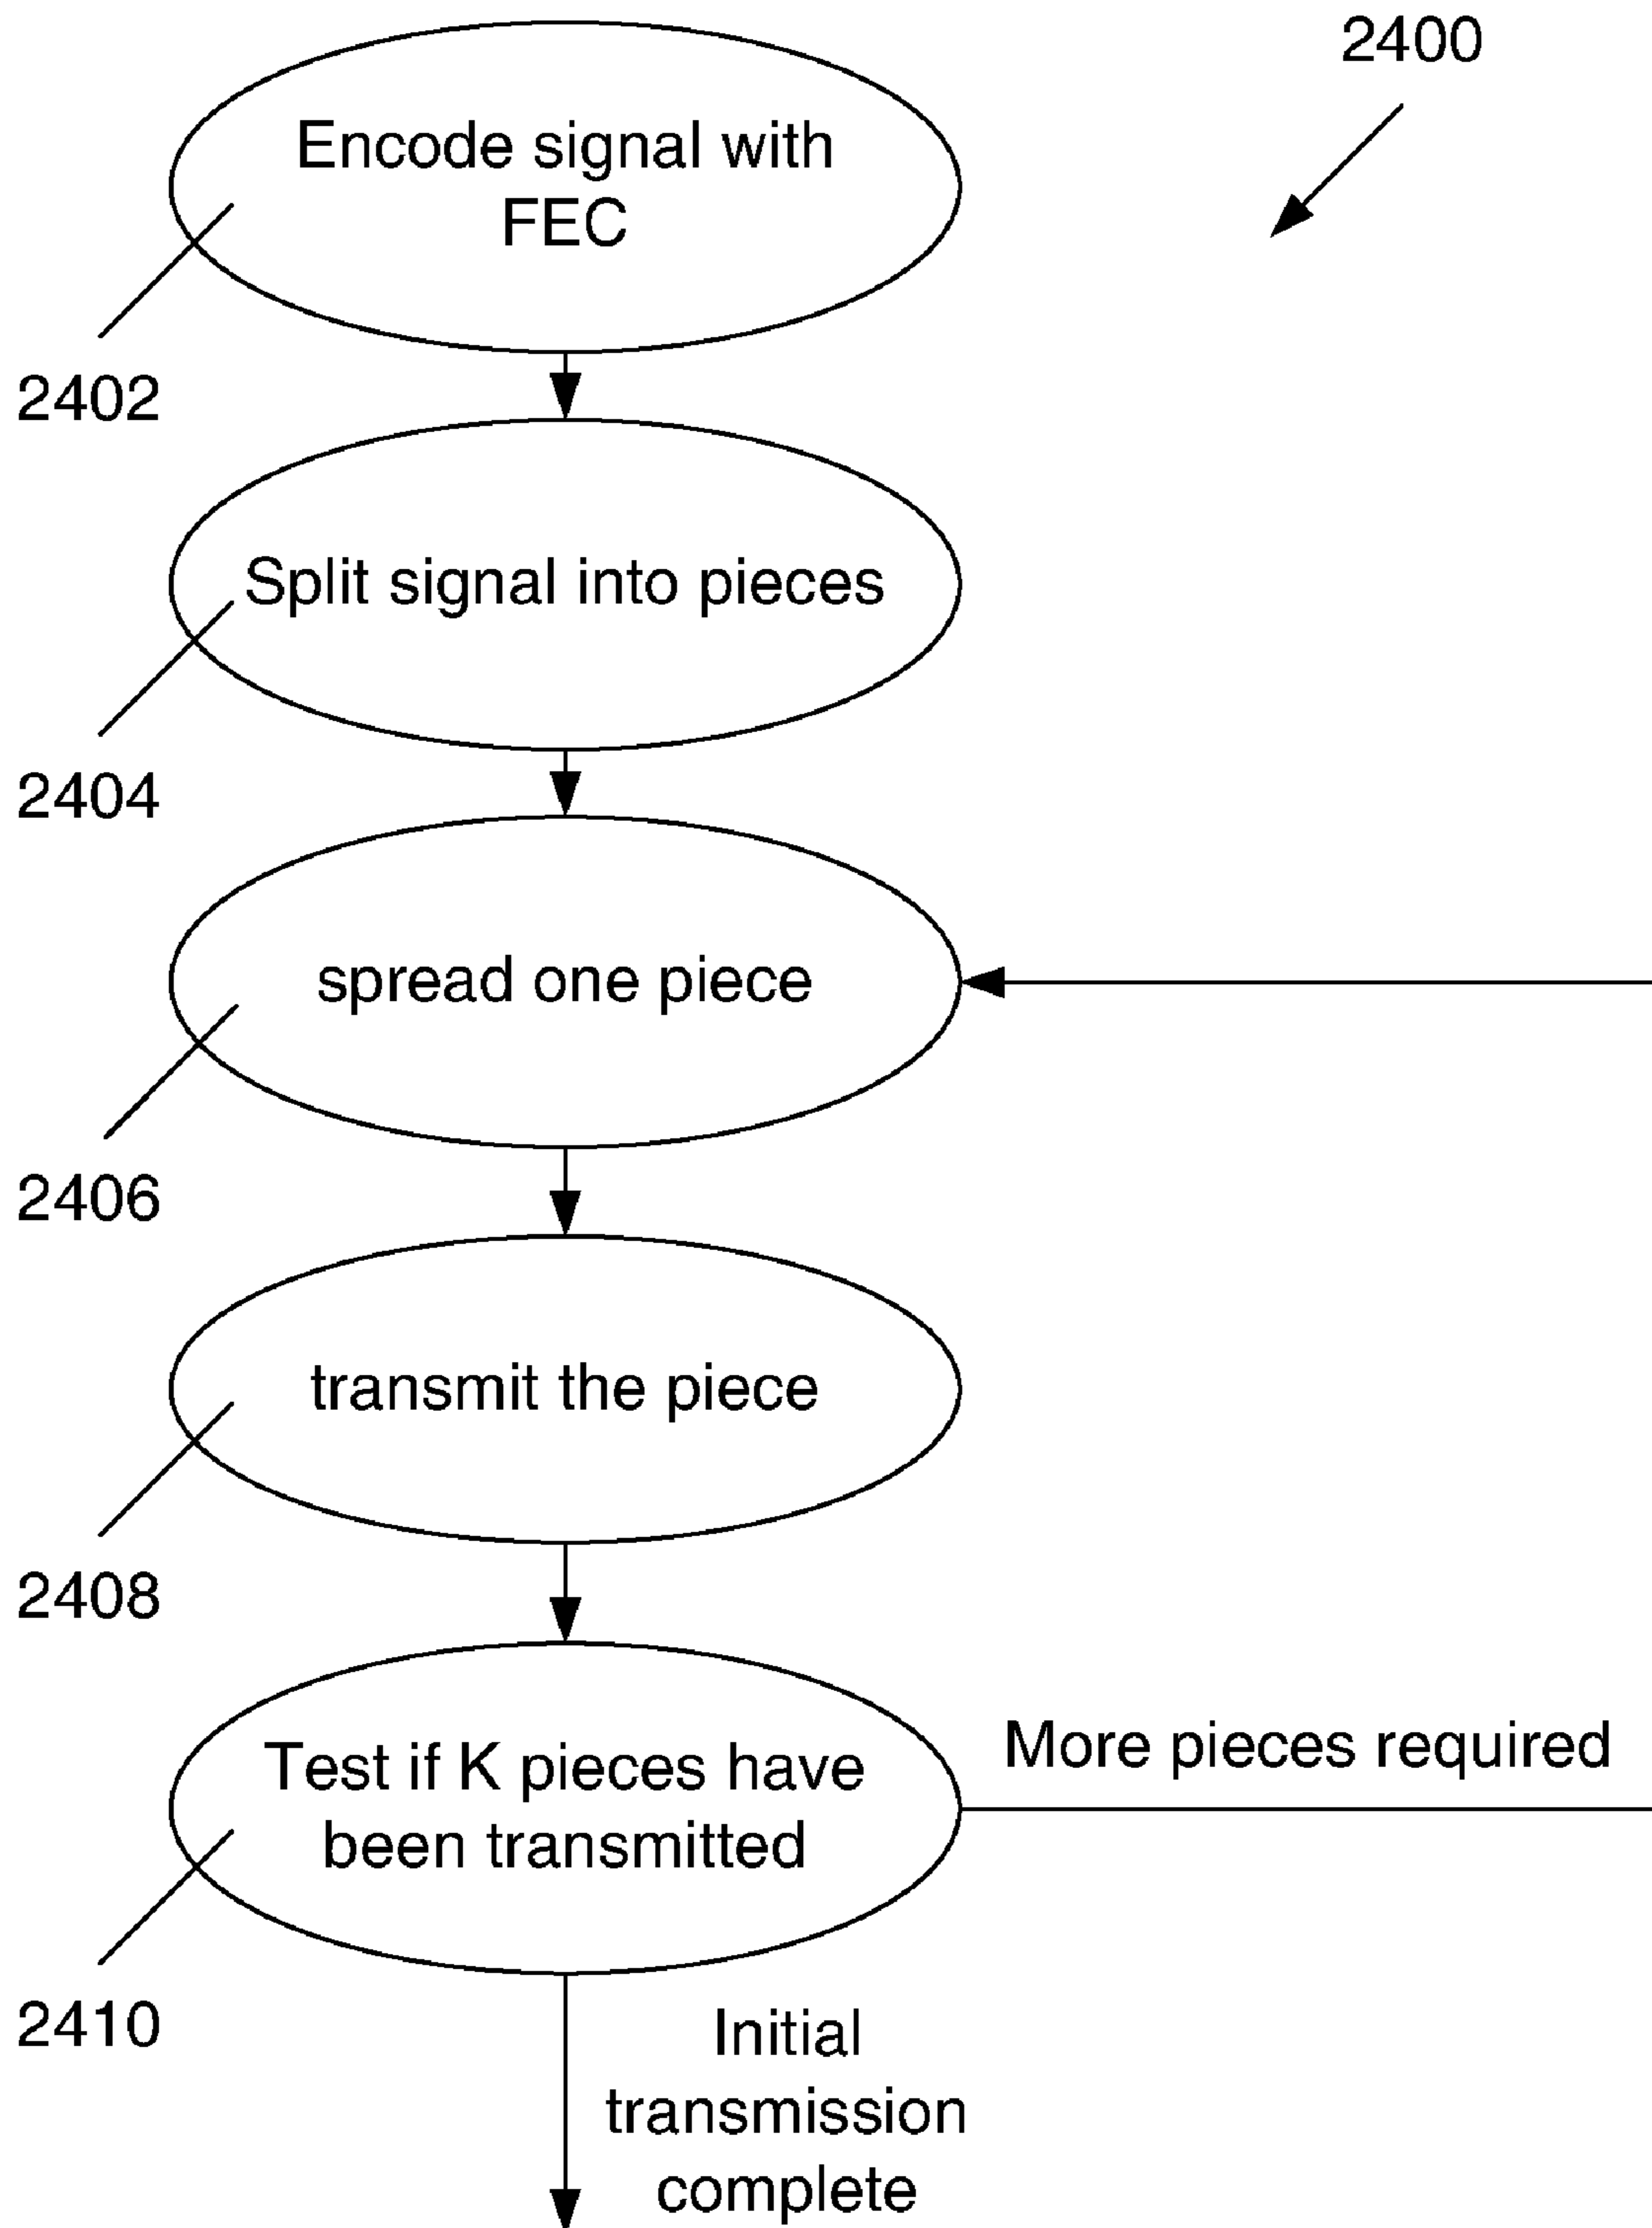 2400
Encode signal with
FEC
2402
Split signal into pieces
2404
spread one piece
2406
transmit the piece
2408
Test if K pieces have
been transmitted
More pieces required
2410
Initial
transmission
complete